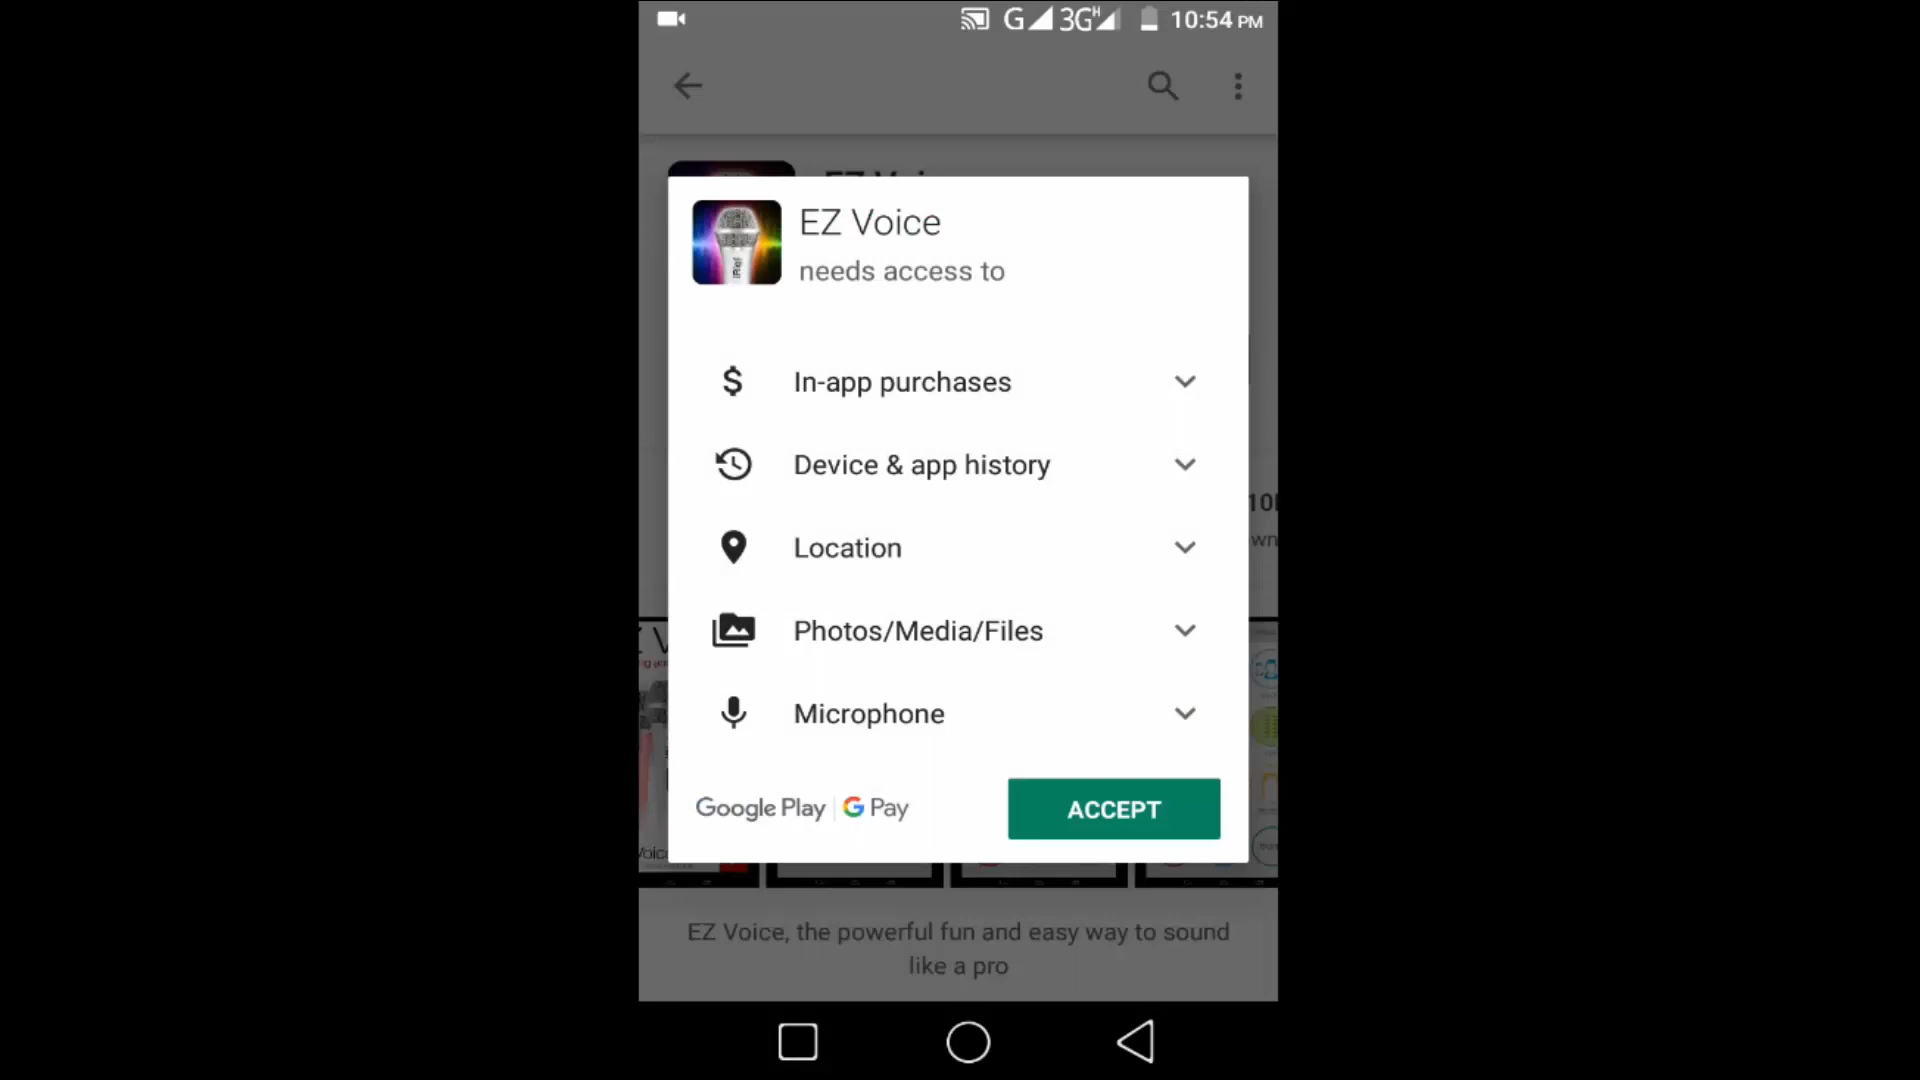 G 3G H 10:54 PM
EZ Voice
needs access to
In-app purchases
Device & app history
Location
Photos/Media/Files
Microphone
Google Play | G Pay
ACCEPT
EZ Voice, the powerful fun and easy way to sound
like a pro